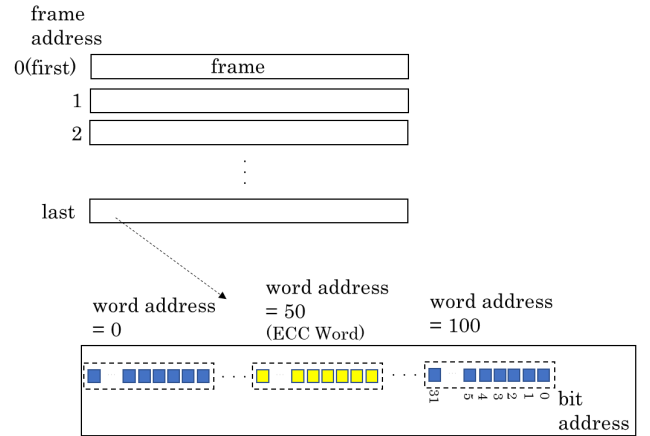 frame
address
0(first)
frame
1
2
last
word address
= 0
word address
= 50
(ECC Word)
word address
= 100
31
5
4
3
2
1
0
bit
address